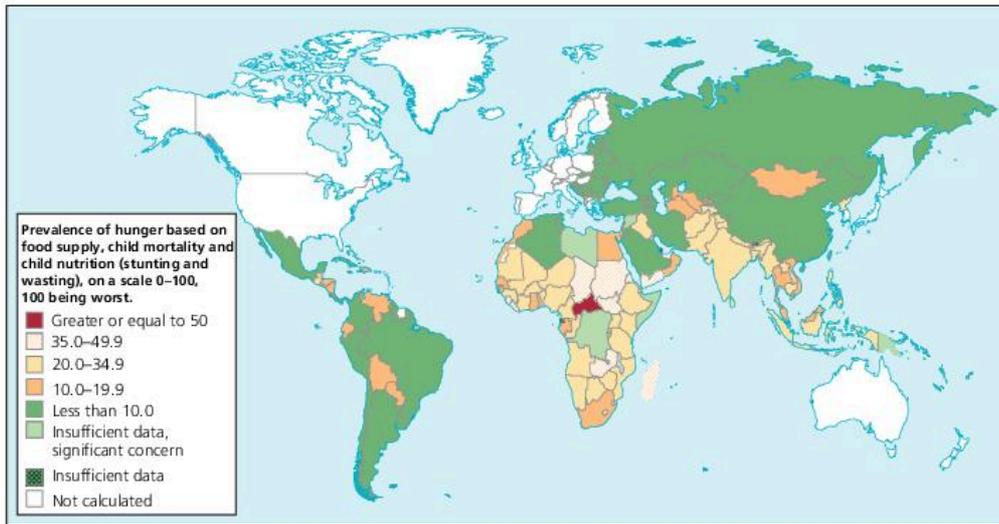 Prevalence of hunger based on
food supply, child mortality and
child nutrition (stunting and
wasting), on a scale 0–100,
100 being worst.
Greater or equal to 50
35.0–49.9
20.0–34.9
10.0–19.9
Less than 10.0
Insufficient data,
significant concern
Insufficient data
Not calculated